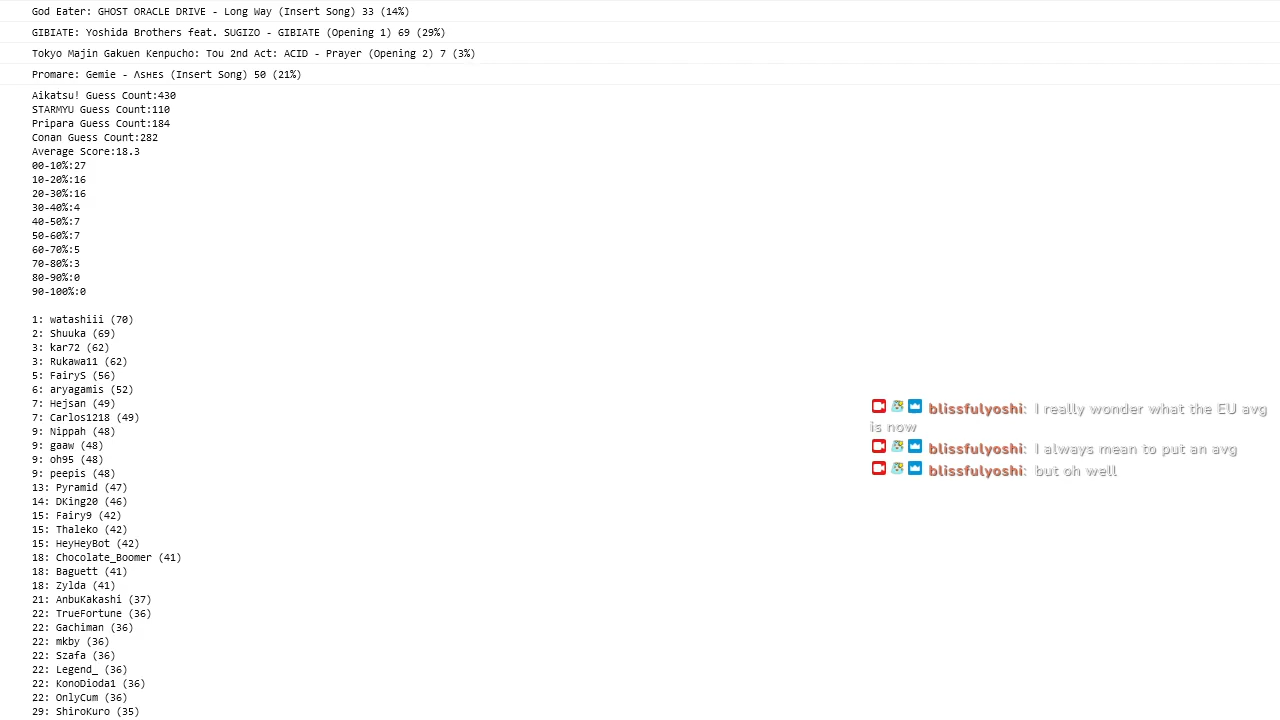 God Eater: GHOST ORACLE DRIVE - Long Way (Insert Song) 33 (14%)
GIBIATE: Yoshida Brothers feat. SUGIZO - GIBIATE (Opening 1) 69 (29%)
Tokyo Majin Gakuen Kenpucho: Tou 2nd Act: ACID - Prayer (Opening 2) 7 (3%)
Promare: Gemie - Λsʜᴇs (Insert Song) 50 (21%)
Aikatsu! Guess Count:430
STARMYU Guess Count:110
Pripara Guess Count:184
Conan Guess Count:282
Average Score:18.3
00-10%:27
10-20%:16
20-30%:16
30-40%:4
40-50%:7
50-60%:7
60-70%:5
70-80%:3
80-90%:0
90-100%:0
1: watashiii (70)
2: Shuuka (69)
3: kar72 (62)
3: Rukawa11 (62)
5: FairyS (56)
6: aryagamis (52)
7: Hejsan (49)
7: Carlos1218 (49)
9: Nippah (48)
9: gaaw (48)
9: oh95 (48)
9: peepis (48)
13: Pyramid (47)
14: DKing20 (46)
15: Fairy9 (42)
15: Thaleko (42)
15: HeyHeyBot (42)
18: Chocolate_Boomer (41)
18: Baguett (41)
18: Zylda (41)
21: AnbuKakashi (37)
22: TrueFortune (36)
22: Gachiman (36)
22: mkby (36)
22: Szafa (36)
22: Legend_ (36)
22: KonoDioda1 (36)
22: OnlyCum (36)
29: ShiroKuro (35)
blissfulyoshi: I really wonder what the EU avg
is now
blissfulyoshi: I always mean to put an avg
blissfulyoshi: but oh well